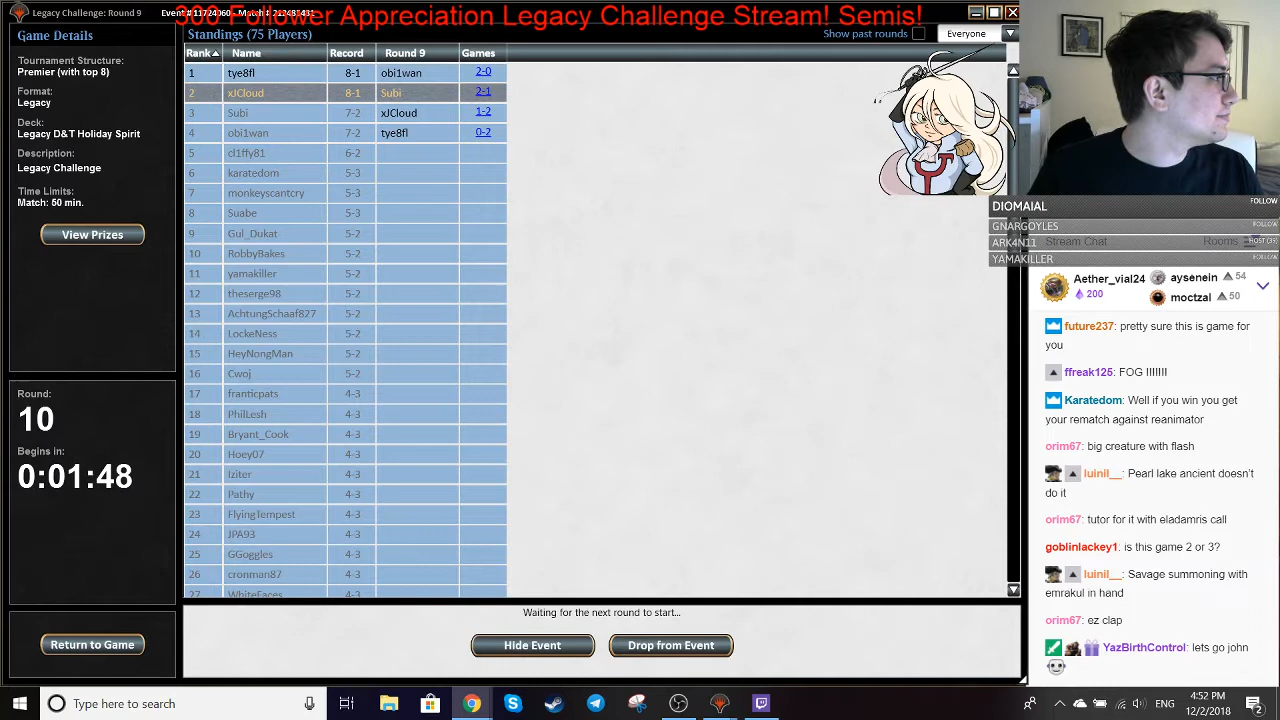 Legacy Challenge: Round 9
Follower Appreciation Legacy Challenge Stream! Semis!
Game Details
Tournament Structure:
Premier (with top 8)
Format:
Legacy
Deck:
Legacy D&T Holiday Spirit
Description:
Legacy Challenge
Time Limits:
Match: 50 min.
View Prizes
Round:
10
Begins in:
0:01:48
Return to Game
Standings (75 Players)
Show past rounds
Everyone
Rank Name Record Round 9 Games
1 tye8fl 8-1 obi1wan 2-0
2 xJCloud 8-1 Subi 2-1
3 Subi 7-2 xJCloud 1-2
4 obi1wan 7-2 tye8fl 0-2
5 cl1ffy81 6-2
6 karatedom 5-3
7 monkeyscantcry 5-3
8 Suabe 5-3
9 Gul_Dukat 5-2
10 RobbyBakes 5-2
11 yamakiller 5-2
12 theserge98 5-2
13 AchtungSchaaf827 5-2
14 LockeNess 5-2
15 HeyNongMan 5-2
16 Cwoj 5-2
17 franticpats 4-3
18 PhilLesh 4-3
19 Bryant_Cook 4-3
20 Hoey07 4-3
21 Iziter 4-3
22 Pathy 4-3
23 FlyingTempest 4-3
24 JPA93 4-3
25 GGoggles 4-3
26 cronman87 4-3
27 WhiteFaces 4-3
Waiting for the next round to start...
Hide Event
Drop from Event
DIOMAIAL FOLLOW
GNARGOYLES FOLLOW
ARK4N11 HOST (35)
Stream Chat Rooms
YAMAKILLER FOLLOW
Aether_vial24
200
aysenein 54
moctzal 50
future237: pretty sure this is game for
you
ffreak125: FOG !!!!!!!
Karatedom: Well if you win you get
your rematch against reanimator
orim67: big creature with flash
luinil__: Pearl lake ancient doesn't
do it
orim67: tutor for it with eladamris call
goblinlackey1: is this game 2 or 3?
luinil__: Savage summoning with
emrakul in hand
orim67: ez clap
YazBirthControl: lets go john
Type here to search
ENG
4:52 PM
12/2/2018
2